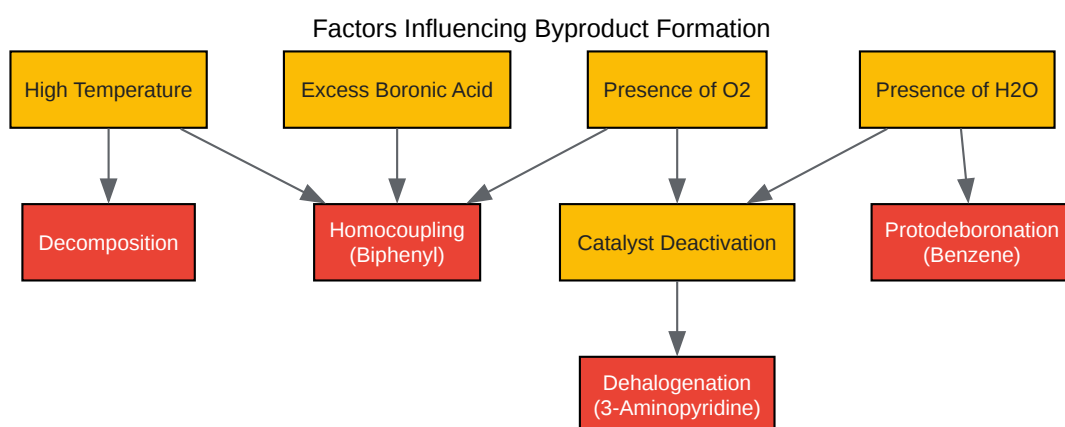 Factors Influencing Byproduct Formation
High Temperature
Excess Boronic Acid
Presence of O2
Presence of H2O
Decomposition
Homocoupling
(Biphenyl)
Catalyst Deactivation
Protodeboronation
(Benzene)
Dehalogenation
(3-Aminopyridine)